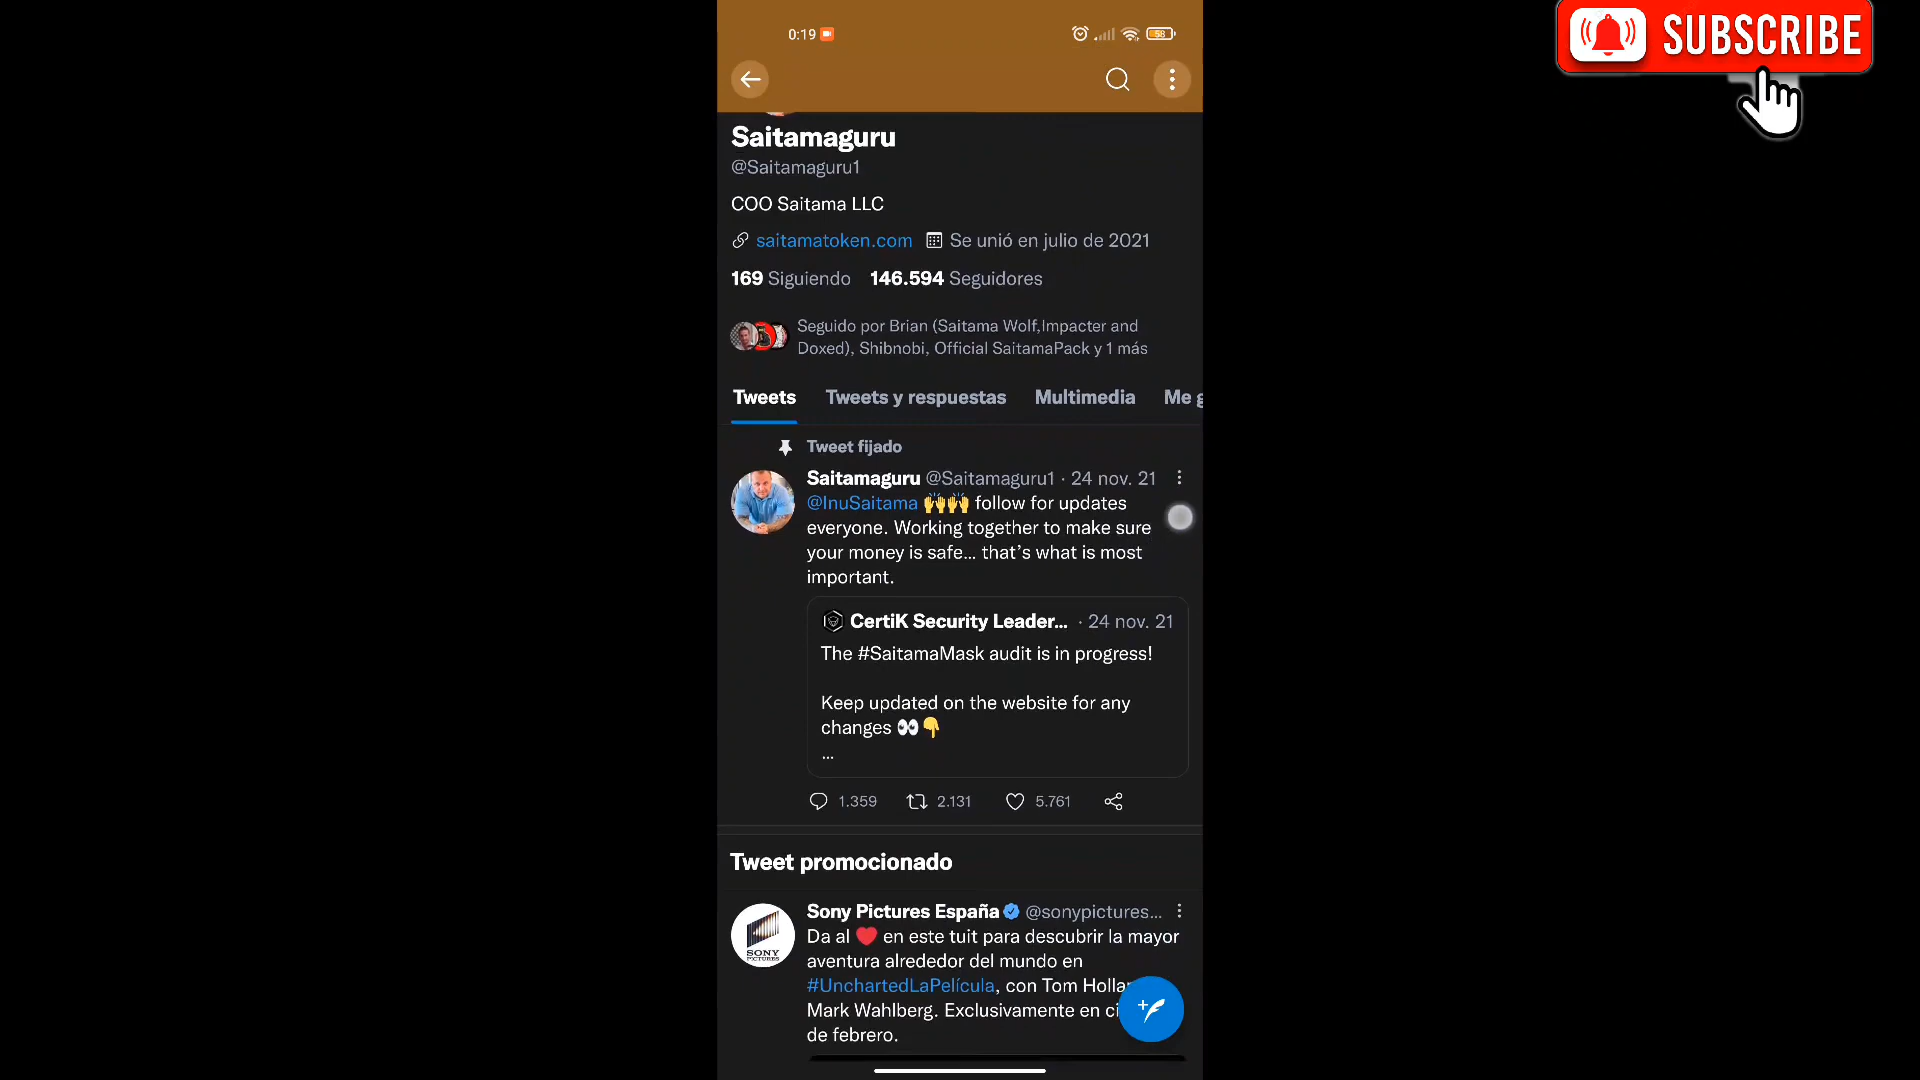 0:19
58
SUBSCRIBE
Saitamaguru
@Saitamaguru1
COO Saitama LLC
saitamatoken.com Se unió en julio de 2021
169 Siguiendo 146.594 Seguidores
Seguido por Brian (Saitama Wolf,Impacter and
Doxed), Shibnobi, Official SaitamaPack y 1 más
Tweets Tweets y respuestas Multimedia Me g
Tweet fijado
Saitamaguru @Saitamaguru1 · 24 nov. 21
@InuSaitama 🙌🙌 follow for updates
everyone. Working together to make sure
your money is safe... that's what is most
important.
CertiK Security Leader... · 24 nov. 21
The #SaitamaMask audit is in progress!
Keep updated on the website for any
changes 👀👇
...
1.359 2.131 5.761
Tweet promocionado
Sony Pictures España @sonypictures...
SONY
PICTURES
Da al ❤️ en este tuit para descubrir la mayor
aventura alrededor del mundo en
#UnchartedLaPelícula, con Tom Hollan
Mark Wahlberg. Exclusivamente en ci
de febrero.